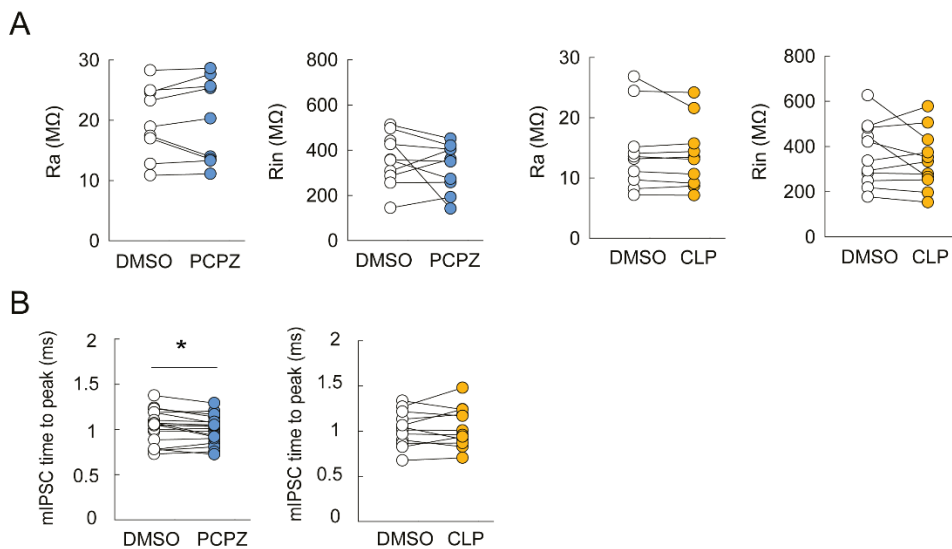 A
Ra (MΩ)
30
20
10
0
DMSO PCPZ
Rin (MΩ)
800
600
400
200
0
DMSO PCPZ
Ra (MΩ)
30
20
10
0
DMSO CLP
Rin (MΩ)
800
600
400
200
0
DMSO CLP
B
mIPSC time to peak (ms)
2
1.5
1
0.5
0
*
DMSO PCPZ
mIPSC time to peak (ms)
2
1.5
1
0.5
0
DMSO CLP